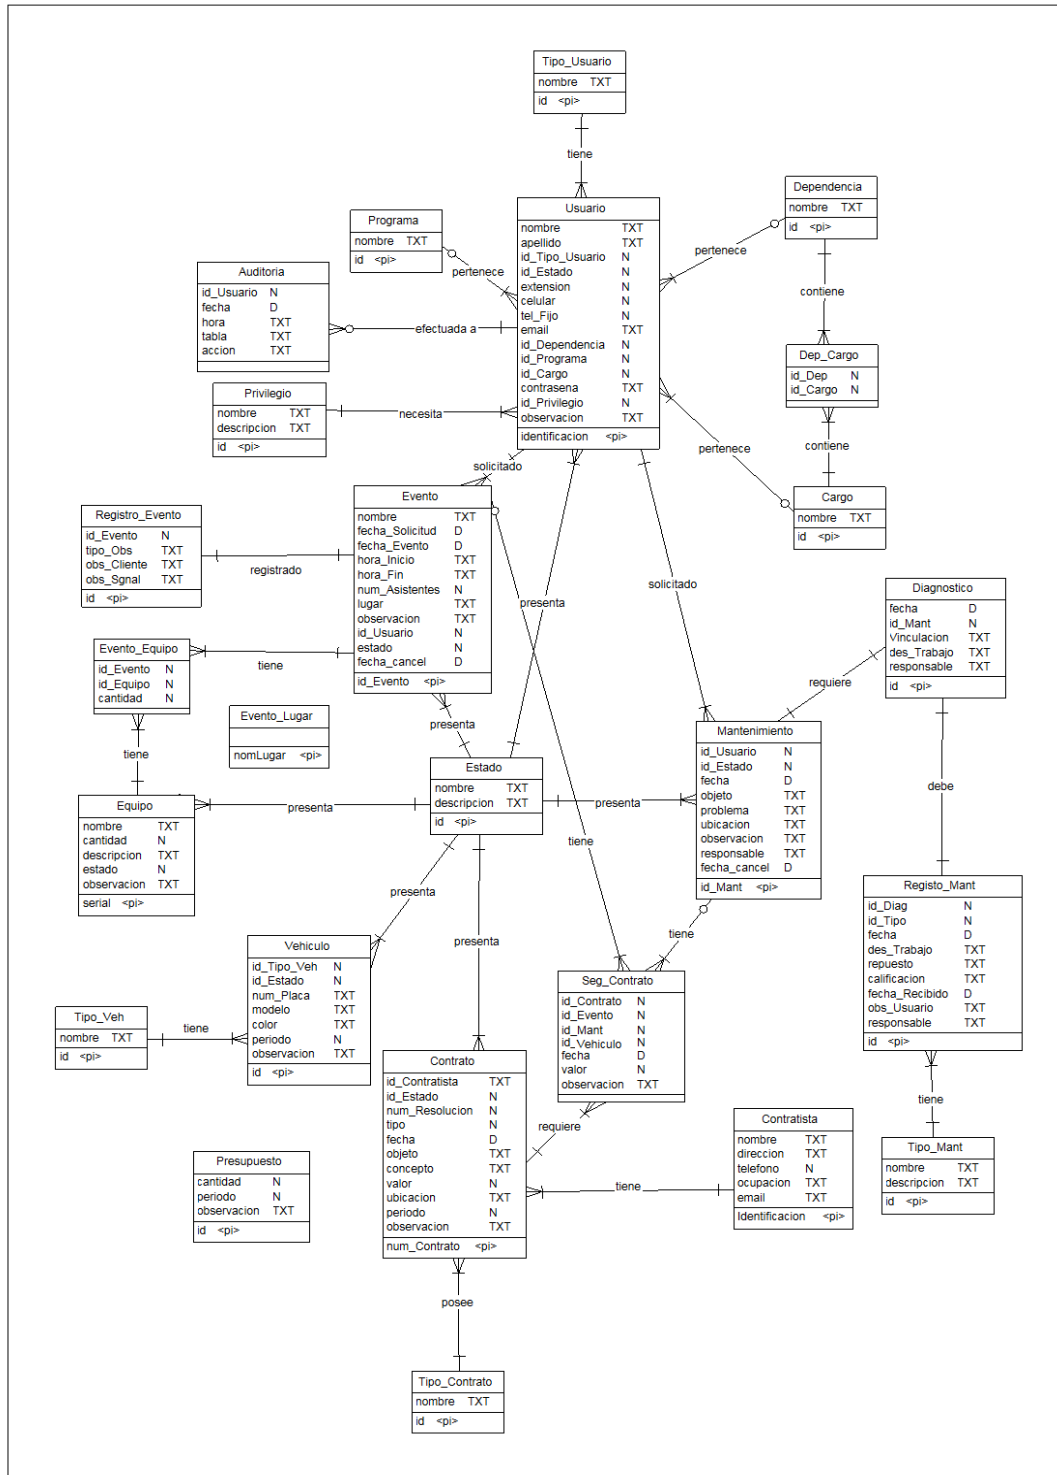 Tipo_Usuario
nombre TXT
id <pi>
tiene
Usuario
nombre TXT
apellido TXT
id_Tipo_Usuario N
id_Estado N
extension N
celular N
tel_Fijo N
email TXT
id_Dependencia N
id_Programa N
id_Cargo N
contrasena TXT
id_Privilegio N
observacion TXT
identificacion <pi>
Programa
nombre TXT
id <pi>
pertenece
Dependencia
nombre TXT
id <pi>
pertenece
contiene
Auditoria
id_Usuario N
fecha D
hora TXT
tabla TXT
accion TXT
efectuada a
Dep_Cargo
id_Dep N
id_Cargo N
contiene
Privilegio
nombre TXT
descripcion TXT
id <pi>
necesita
pertenece
Cargo
nombre TXT
id <pi>
solicitado
Evento
nombre TXT
fecha_Solicitud D
fecha_Evento D
hora_Inicio TXT
hora_Fin TXT
num_Asistentes N
lugar TXT
observacion TXT
id_Usuario N
estado N
fecha_cancel D
id_Evento <pi>
Registro_Evento
id_Evento N
tipo_Obs TXT
obs_Cliente TXT
obs_Sgnal TXT
id <pi>
registrado
presenta
solicitado
Diagnostico
fecha D
id_Mant N
Vinculacion TXT
des_Trabajo TXT
responsable TXT
id <pi>
requiere
Evento_Equipo
id_Evento N
id_Equipo N
cantidad N
tiene
Evento_Lugar
nomLugar <pi>
presenta
tiene
Mantenimiento
id_Usuario N
id_Estado N
fecha D
objeto TXT
problema TXT
ubicacion TXT
observacion TXT
responsable TXT
fecha_cancel D
id_Mant <pi>
Estado
nombre TXT
descripcion TXT
id <pi>
debe
Equipo
nombre TXT
cantidad N
descripcion TXT
estado N
observacion TXT
serial <pi>
presenta
presenta
tiene
presenta
presenta
tiene
Registo_Mant
id_Diag N
id_Tipo N
fecha D
des_Trabajo TXT
repuesto TXT
calificacion TXT
fecha_Recibido D
obs_Usuario TXT
responsable TXT
id <pi>
Vehiculo
id_Tipo_Veh N
id_Estado N
num_Placa TXT
modelo TXT
color TXT
periodo N
observacion TXT
id <pi>
Tipo_Veh
nombre TXT
id <pi>
tiene
Seg_Contrato
id_Contrato N
id_Evento N
id_Mant N
id_Vehiculo N
fecha D
valor N
observacion TXT
Contrato
id_Contratista TXT
id_Estado N
num_Resolucion N
tipo N
fecha D
objeto TXT
concepto TXT
valor N
ubicacion TXT
periodo N
observacion TXT
num_Contrato <pi>
requiere
tiene
Contratista
nombre TXT
direccion TXT
telefono N
ocupacion TXT
email TXT
Identificacion <pi>
tiene
Tipo_Mant
nombre TXT
descripcion TXT
id <pi>
Presupuesto
cantidad N
periodo N
observacion TXT
id <pi>
posee
Tipo_Contrato
nombre TXT
id <pi>